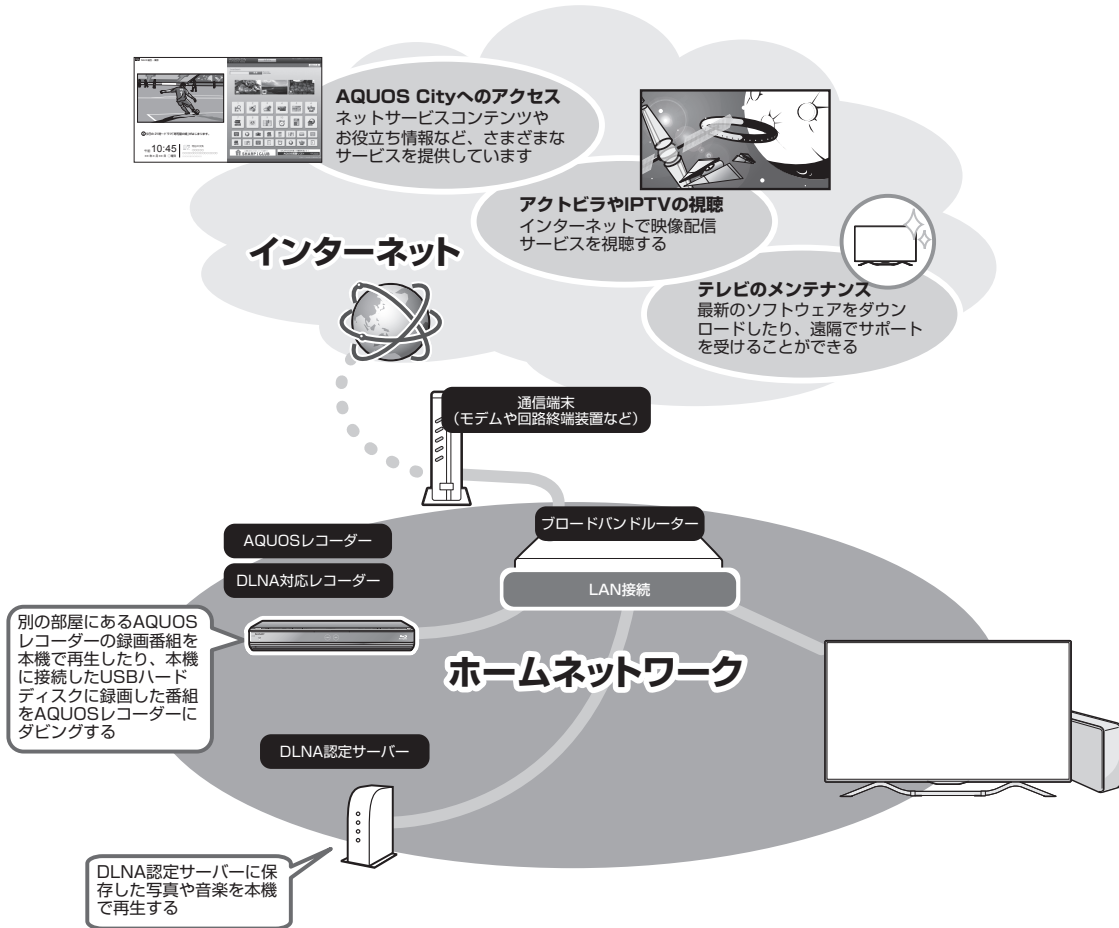 AQUOS Cityへのアクセス
ネットサービスコンテンツや
お役立ち情報など、さまざまな
サービスを提供しています
10:45
SHARP i CLUB
アクトビラやIPTVの視聴
インターネットで映像配信
サービスを視聴する
インターネット
テレビのメンテナンス
最新のソフトウェアをダウン
ロードしたり、遠隔でサポート
を受けることができる
通信端末
(モデムや回路終端装置など)
ブロードバンドルーター
AQUOSレコーダー
DLNA対応レコーダー
LAN接続
別の部屋にあるAQUOS
レコーダーの録画番組を
本機で再生したり、本機
に接続したUSBハード
ディスクに録画した番組
をAQUOSレコーダーに
ダビングする
ホームネットワーク
DLNA認定サーバー
DLNA認定サーバーに保
存した写真や音楽を本機
で再生する